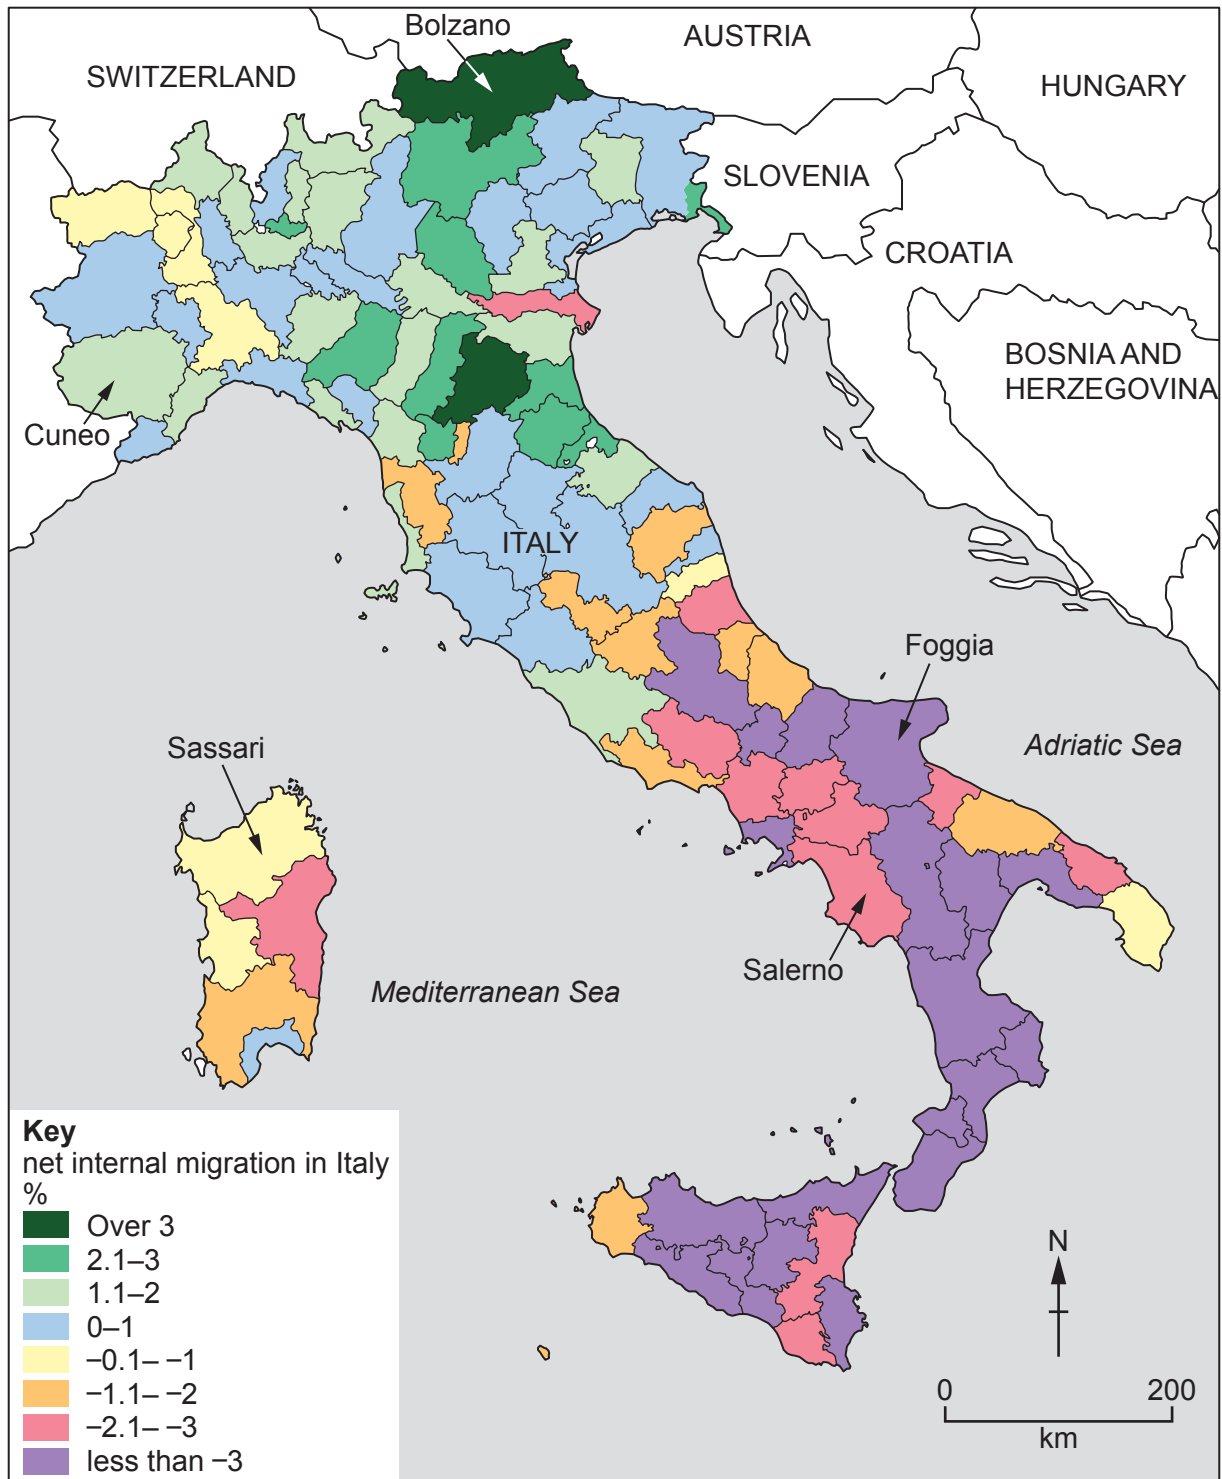 Bolzano
AUSTRIA
SWITZERLAND
HUNGARY
SLOVENIA
CROATIA
BOSNIA AND
HERZEGOVINA
Cuneo
ITALY
Foggia
Sassari
Adriatic Sea
Salerno
Mediterranean Sea
Key
net internal migration in Italy
%
Over 3
2.1–3
1.1–2
0–1
−0.1– −1
−1.1– −2
−2.1– −3
less than −3
N
0 200
km